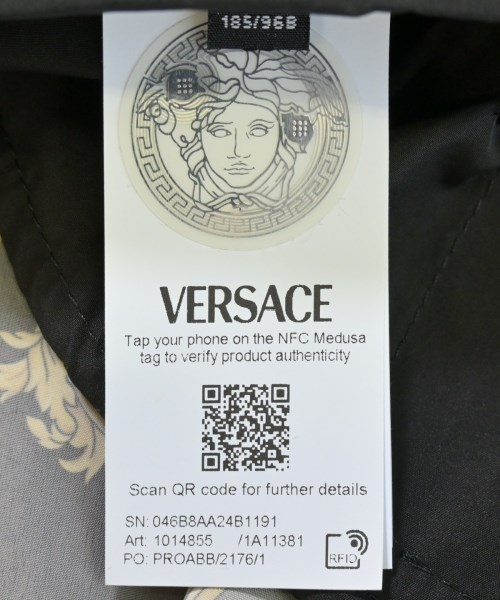 185/96B
VERSACE
Tap your phone on the NFC Medusa
tag to verify product authenticity
Scan QR code for further details
SN: 046B8AA24B1191
Art: 1014855 /1A11381
PO: PROABB/2176/1
RFID